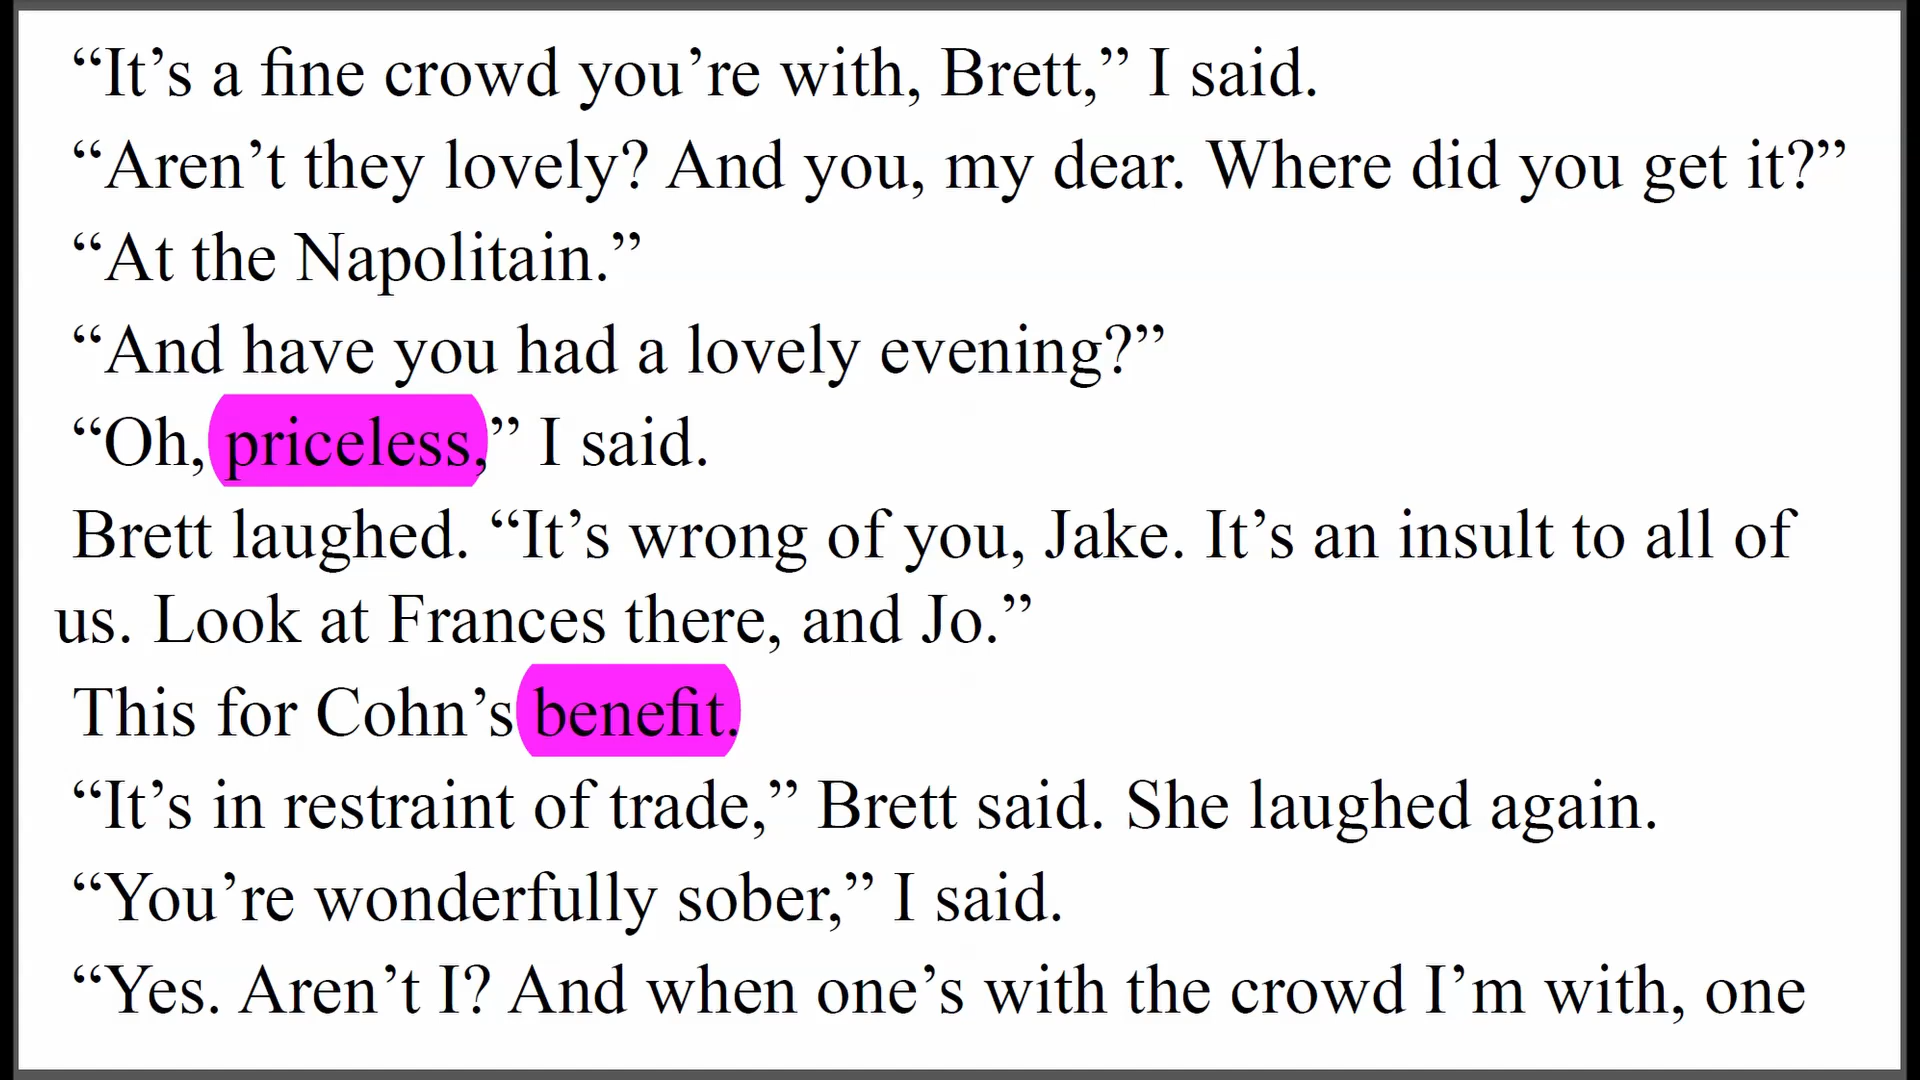 “It’s a fine crowd you’re with, Brett,” I said.
“Aren’t they lovely? And you, my dear. Where did you get it?”
“At the Napolitain.”
“And have you had a lovely evening?”
“Oh, priceless,” I said.
Brett laughed. “It’s wrong of you, Jake. It’s an insult to all of
us. Look at Frances there, and Jo.”
This for Cohn’s benefit.
“It’s in restraint of trade,” Brett said. She laughed again.
“You’re wonderfully sober,” I said.
“Yes. Aren’t I? And when one’s with the crowd I’m with, one